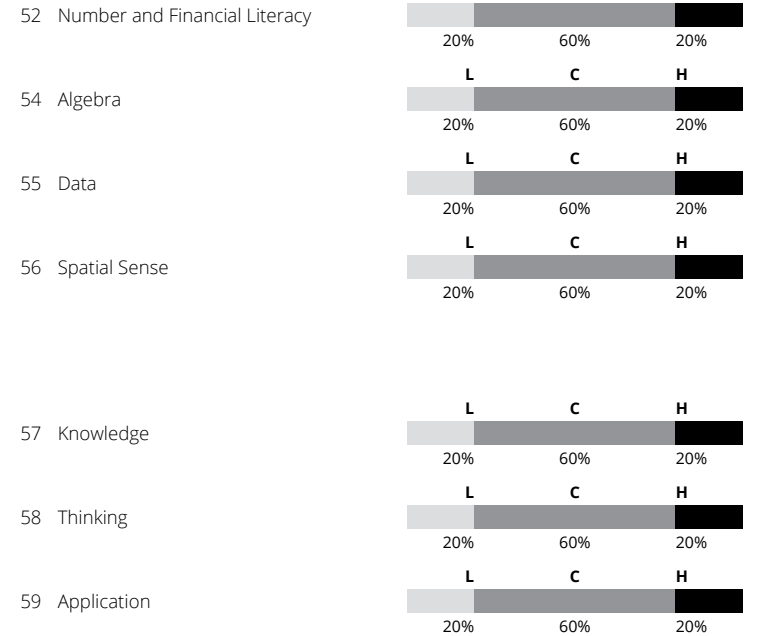 52 Number and Financial Literacy
20% 60% 20%
L C H
54 Algebra
20% 60% 20%
L C H
55 Data
20% 60% 20%
L C H
56 Spatial Sense
20% 60% 20%
L C H
57 Knowledge
20% 60% 20%
L C H
58 Thinking
20% 60% 20%
L C H
59 Application
20% 60% 20%